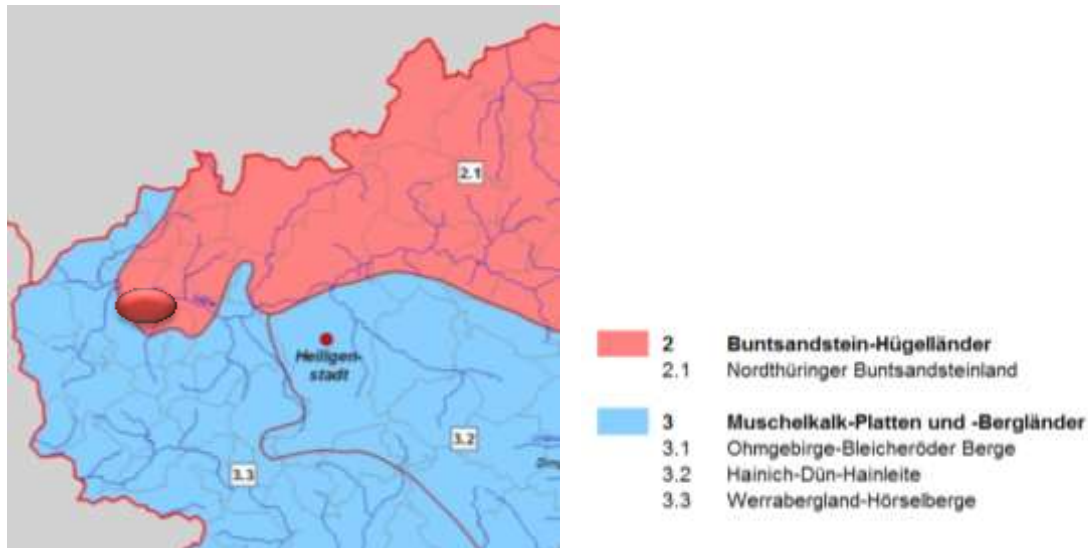 2.1
Heiligen-
stadt
3.2
3.3
2 Buntsandstein-Hügelländer
2.1 Nordthüringer Buntsandsteinland
3 Muschelkalk-Platten und -Bergländer
3.1 Ohmgebirge-Bleicheröder Berge
3.2 Hainich-Dün-Hainleite
3.3 Werrabergland-Hörselberge